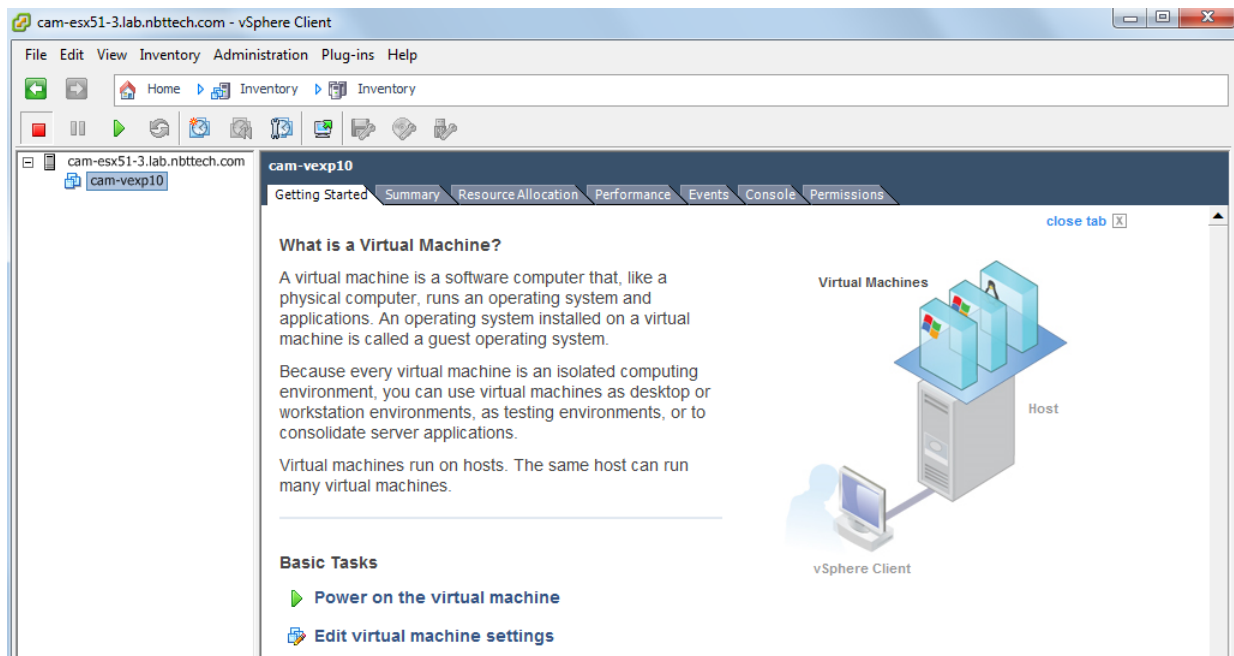 cam-esx51-3.lab.nbttech.com - vSphere Client
File Edit View Inventory Administration Plug-ins Help
Home Inventory Inventory
cam-esx51-3.lab.nbttech.com
cam-vexp10
cam-vexp10
Getting Started Summary Resource Allocation Performance Events Console Permissions
close tab X
What is a Virtual Machine?
A virtual machine is a software computer that, like a
physical computer, runs an operating system and
applications. An operating system installed on a virtual
machine is called a guest operating system.
Because every virtual machine is an isolated computing
environment, you can use virtual machines as desktop or
workstation environments, as testing environments, or to
consolidate server applications.
Virtual machines run on hosts. The same host can run
many virtual machines.
Virtual Machines
Host
vSphere Client
Basic Tasks
Power on the virtual machine
Edit virtual machine settings